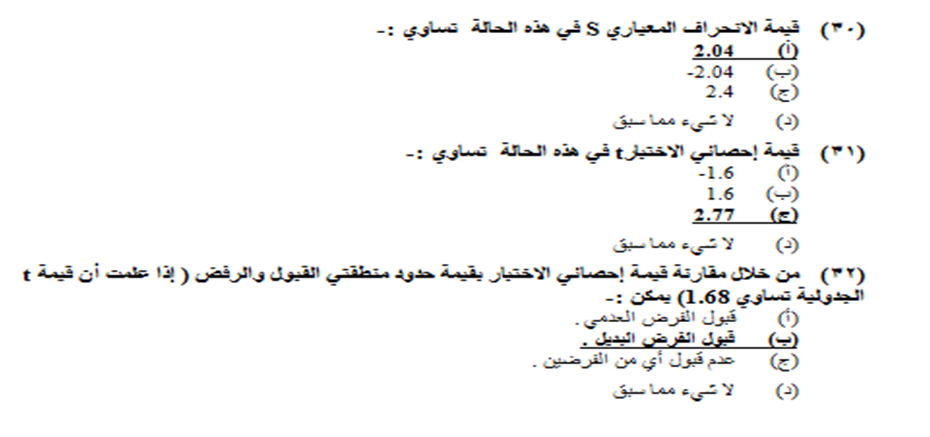 (٣٠) قيمة الانحراف المعياري S في هذه الحالة تساوي :-
(أ) 2.04
(ب) -2.04
(ج) 2.4
(د) لا شيء مما سبق
(٣١) قيمة إحصائي الاختبار t في هذه الحالة تساوي :-
(أ) -1.6
(ب) 1.6
(ج) 2.77
(د) لا شيء مما سبق
(٣٢) من خلال مقارنة قيمة إحصائي الاختبار بقيمة حدود منطقتي القبول والرفض ( إذا علمت أن قيمة t
الجدولية تساوي 1.68) يمكن :-
(أ) قبول الفرض العدمي .
(ب) قبول الفرض البديل .
(ج) عدم قبول أي من الفرضين .
(د) لا شيء مما سبق